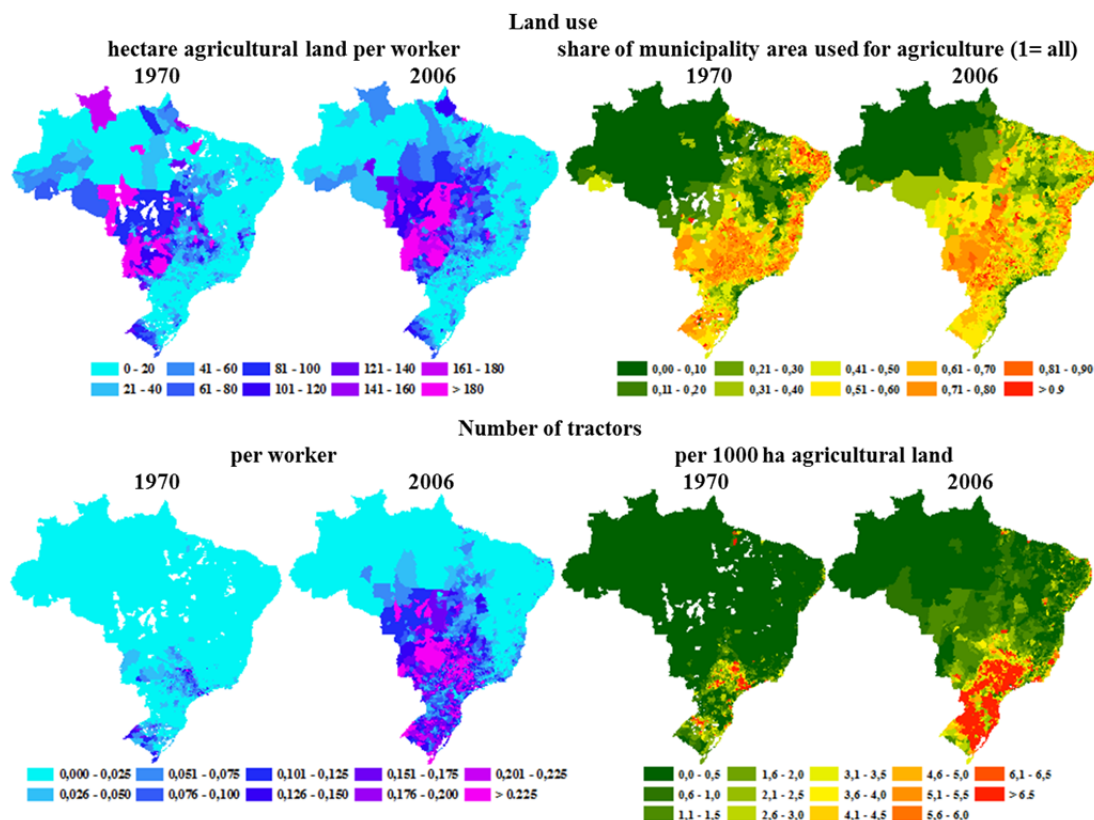 Land use
hectare agricultural land per worker
share of municipality area used for agriculture (1= all)
1970
2006
1970
2006
0 - 20
41 - 60
81 - 100
121 - 140
161 - 180
21 - 40
61 - 80
101 - 120
141 - 160
> 180
0,00 - 0,10
0,21 - 0,30
0,41 - 0,50
0,61 - 0,70
0,81 - 0,90
0,11 - 0,20
0,31 - 0,40
0,51 - 0,60
0,71 - 0,80
> 0.9
Number of tractors
per worker
per 1000 ha agricultural land
1970
2006
1970
2006
0,000 - 0,025
0,051 - 0,075
0,101 - 0,125
0,151 - 0,175
0,201 - 0,225
0,026 - 0,050
0,076 - 0,100
0,126 - 0,150
0,176 - 0,200
> 0.225
0,0 - 0,5
1,6 - 2,0
3,1 - 3,5
4,6 - 5,0
6,1 - 6,5
0,6 - 1,0
2,1 - 2,5
3,6 - 4,0
5,1 - 5,5
> 6.5
1,1 - 1,5
2,6 - 3,0
4.1 - 4,5
5,6 - 6,0